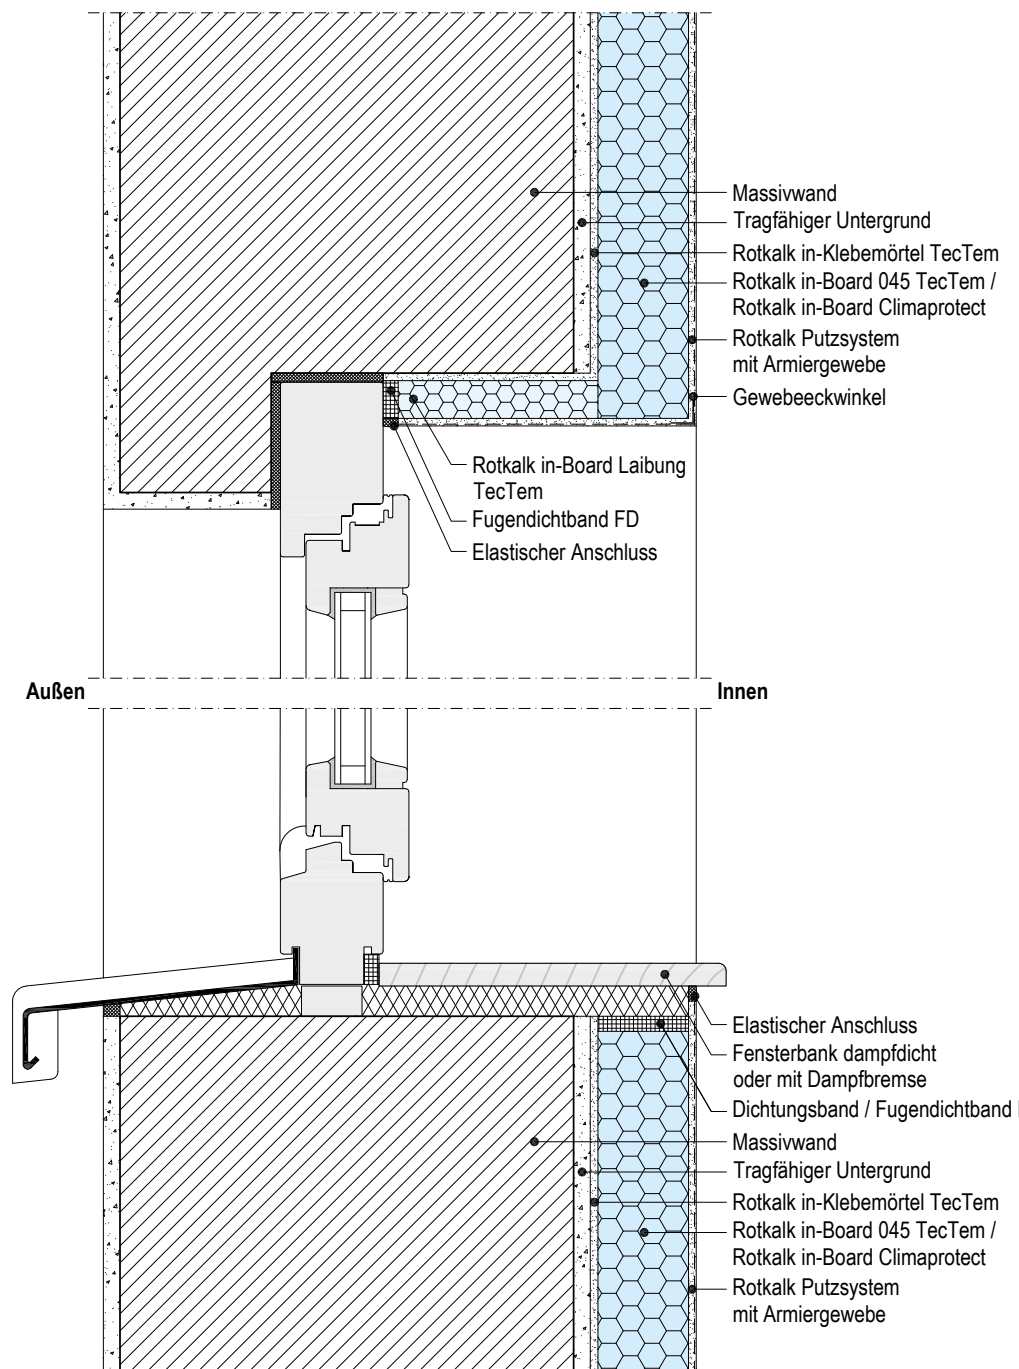 Massivwand
Tragfähiger Untergrund
Rotkalk in-Klebemörtel TecTem
Rotkalk in-Board 045 TecTem /
Rotkalk in-Board Climaprotect
Rotkalk Putzsystem
mit Armiergewebe
Gewebeeckwinkel
Rotkalk in-Board Laibung
TecTem
Fugendichtband FD
Elastischer Anschluss
Außen
Innen
Elastischer Anschluss
Fensterbank dampfdicht
oder mit Dampfbremse
Dichtungsband / Fugendichtband
Massivwand
Tragfähiger Untergrund
Rotkalk in-Klebemörtel TecTem
Rotkalk in-Board 045 TecTem /
Rotkalk in-Board Climaprotect
Rotkalk Putzsystem
mit Armiergewebe